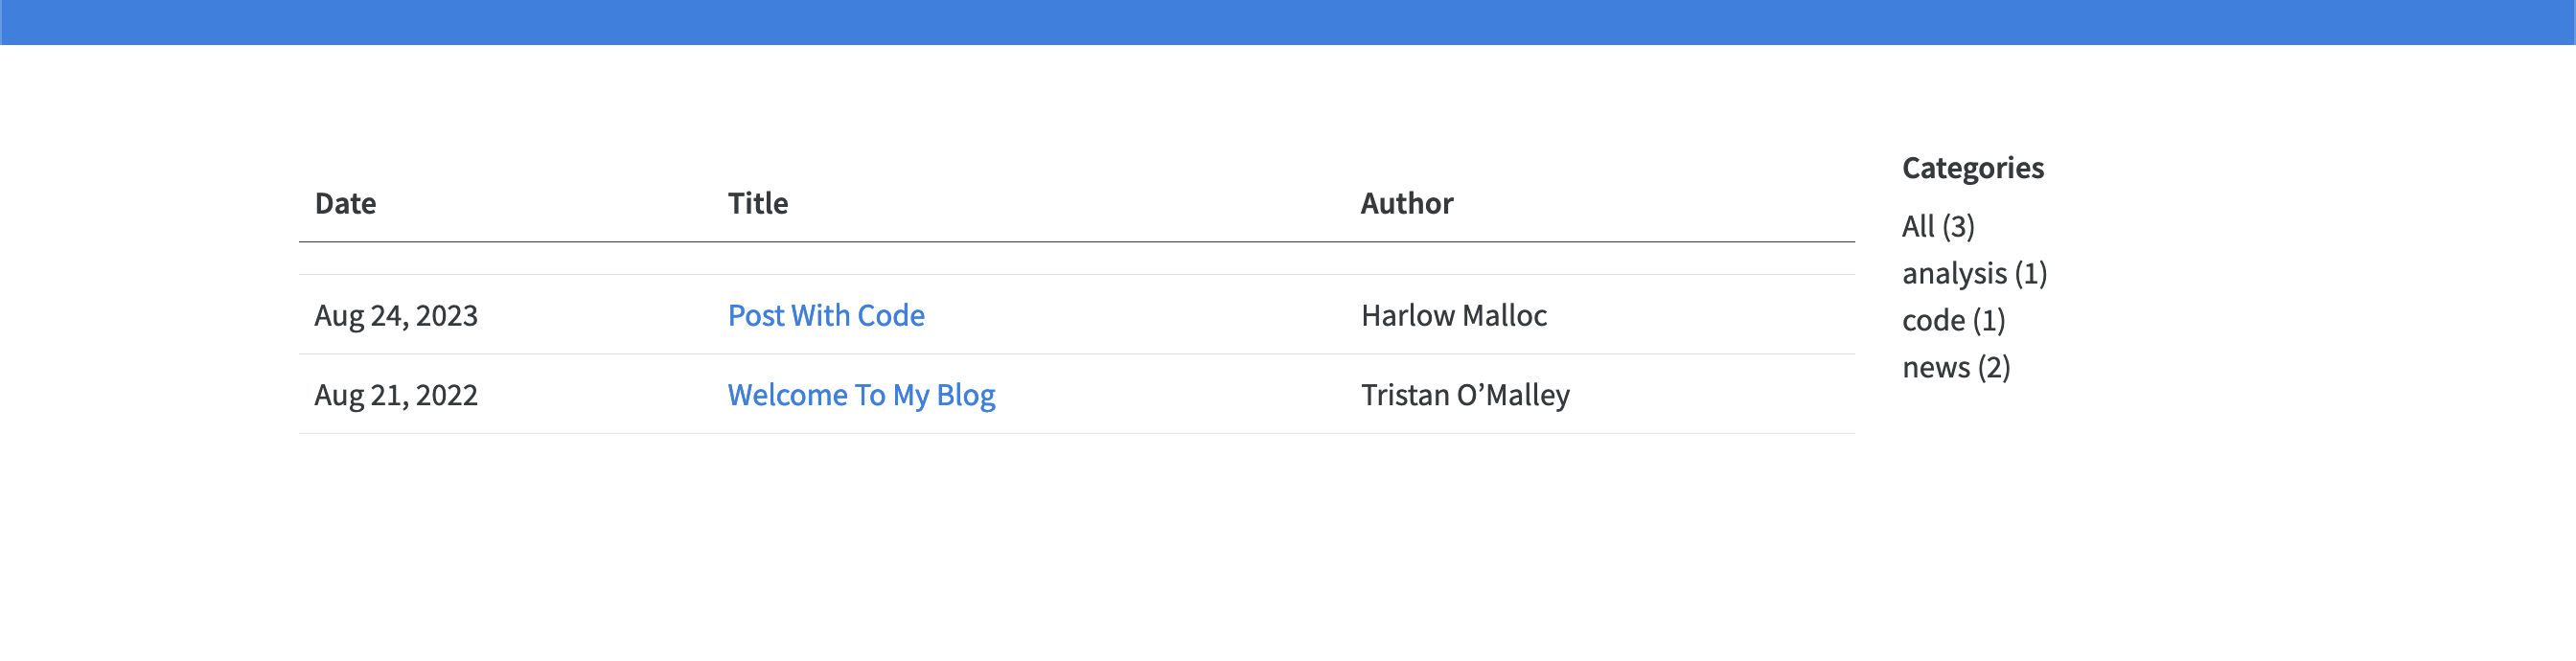 Date Title Author
Aug 24, 2023 Post With Code Harlow Malloc
Aug 21, 2022 Welcome To My Blog Tristan O’Malley
Categories
All (3)
analysis (1)
code (1)
news (2)